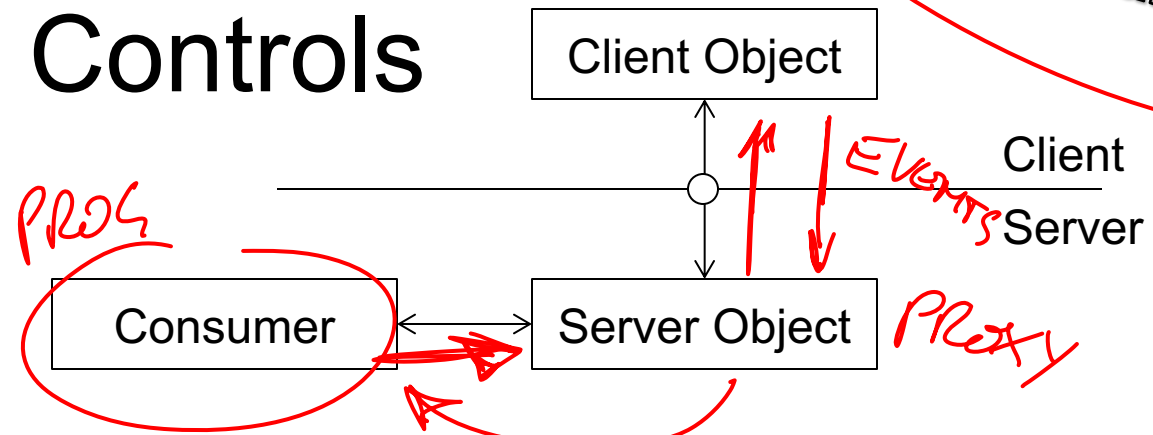 Controls
Client Object
EVENTS
Client
PROG
Server
Consumer
Server Object
PROXY